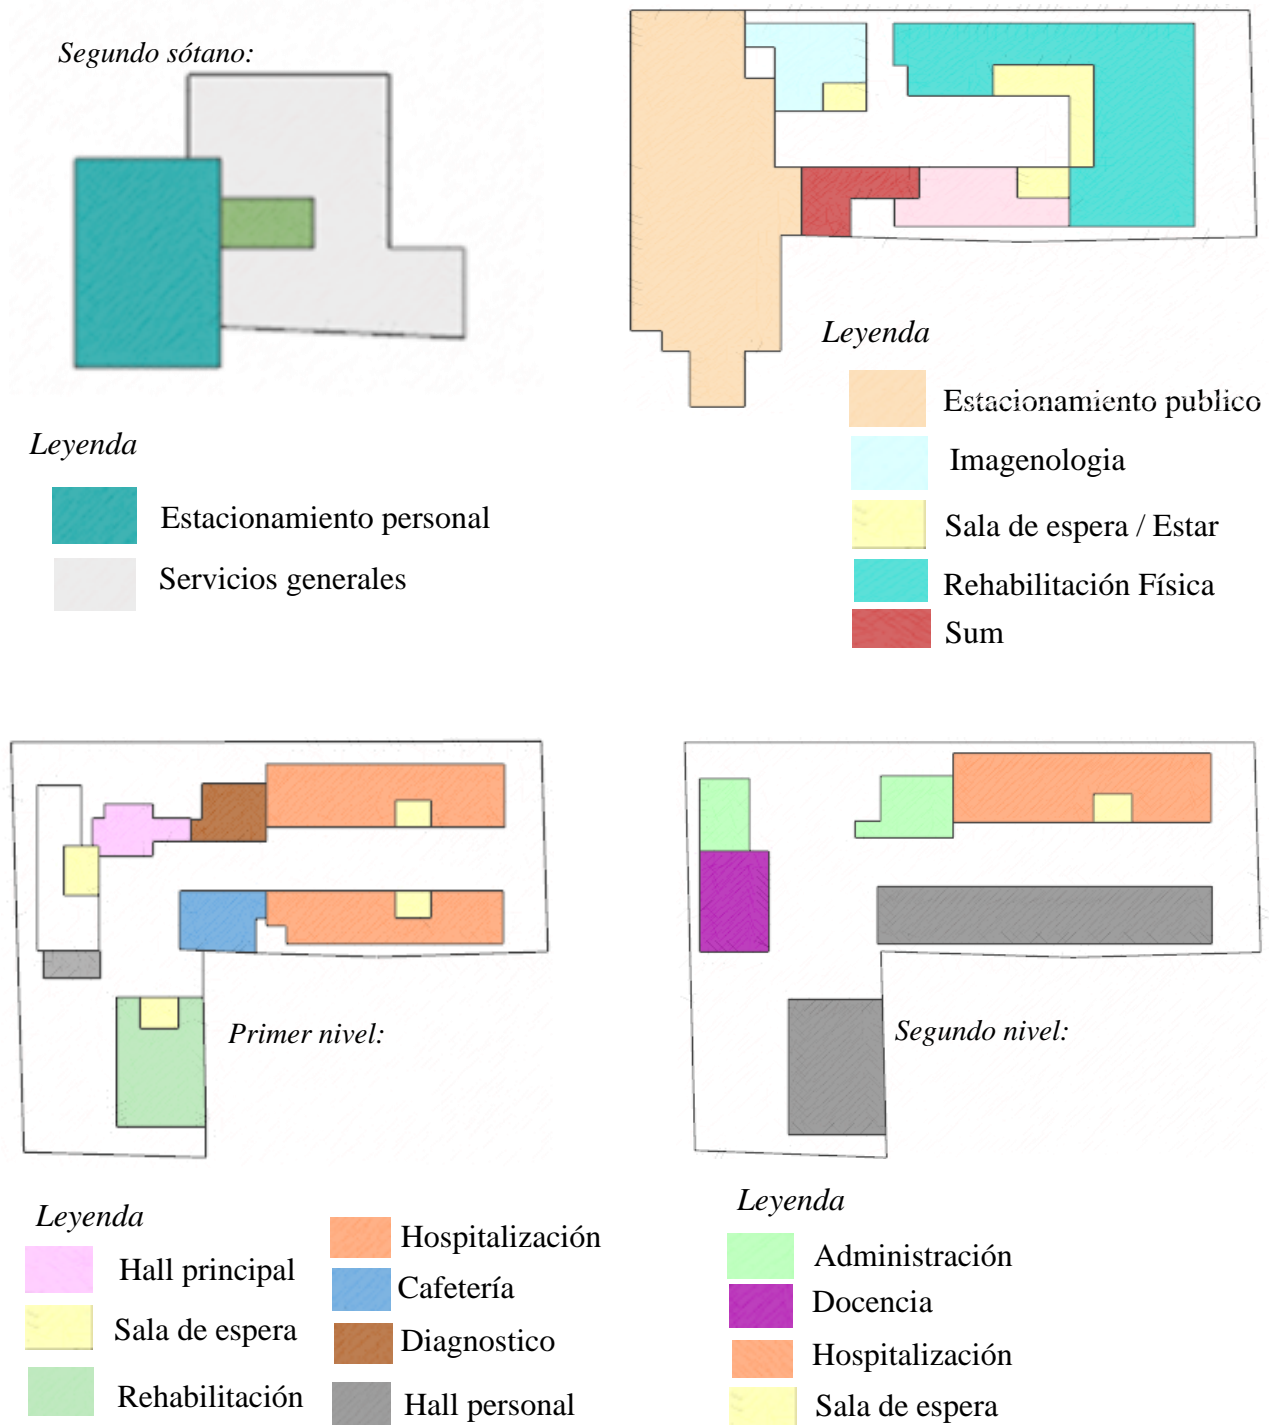 Segundo sótano:
Leyenda
Estacionamiento personal
Servicios generales
Leyenda
Estacionamiento publico
Imagenologia
Sala de espera / Estar
Rehabilitación Física
Sum
Primer nivel:
Leyenda
Hall principal
Sala de espera
Rehabilitación
Hospitalización
Cafetería
Diagnostico
Hall personal
Segundo nivel:
Leyenda
Administración
Docencia
Hospitalización
Sala de espera